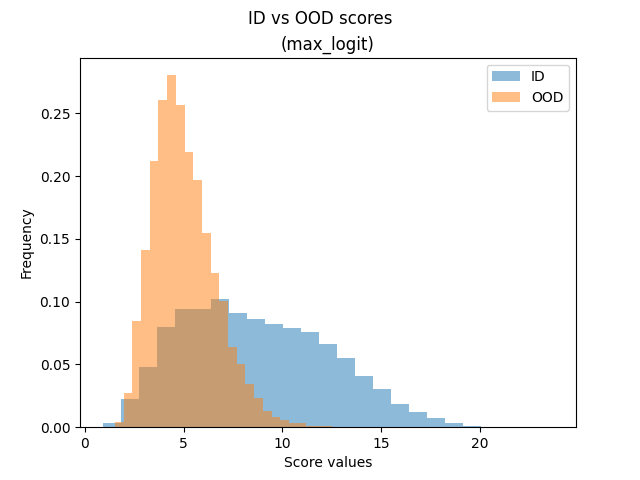 ID vs OOD scores
(max_logit)
ID
OOD
0.25
0.20
0.15
0.10
0.05
0.00
Frequency
0
5
10
15
20
Score values